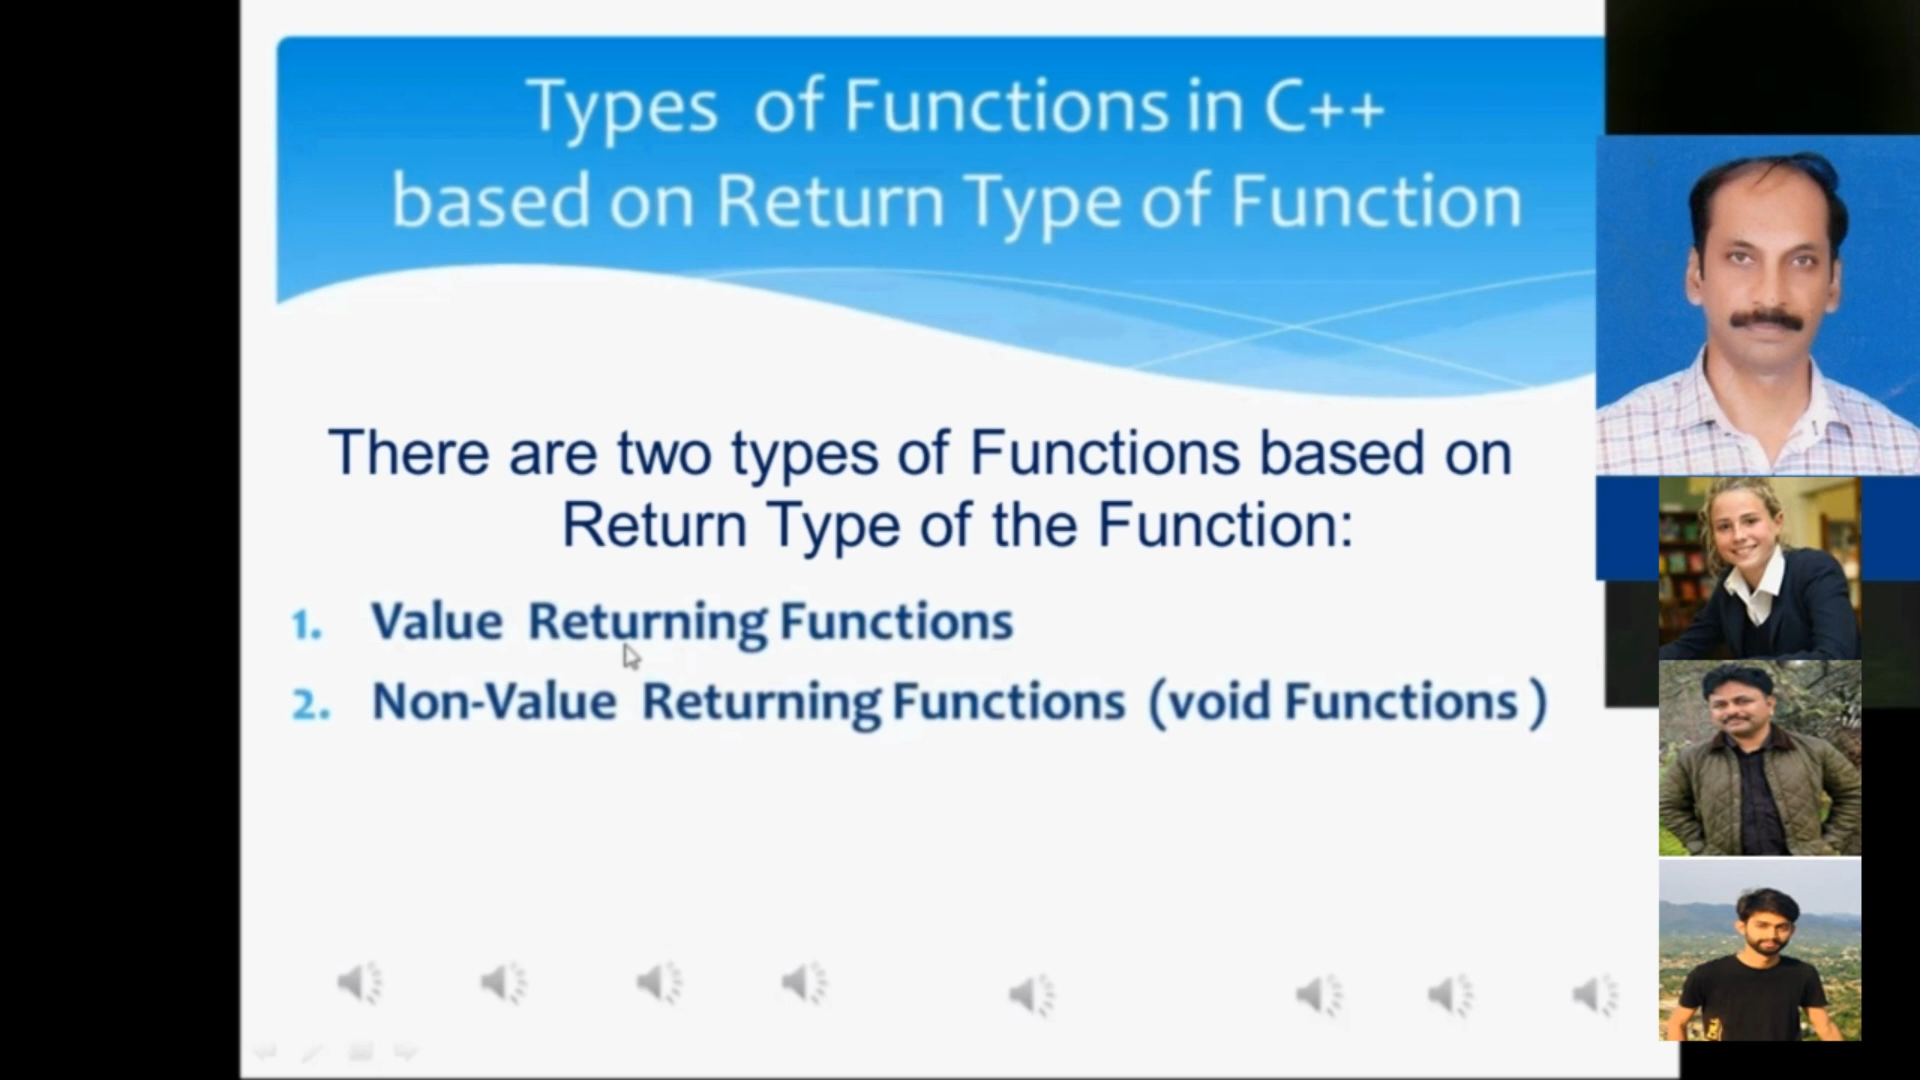 Types of Functions in C++
based on Return Type of Function
There are two types of Functions based on
Return Type of the Function:
1. Value Returning Functions
2. Non-Value Returning Functions (void Functions )